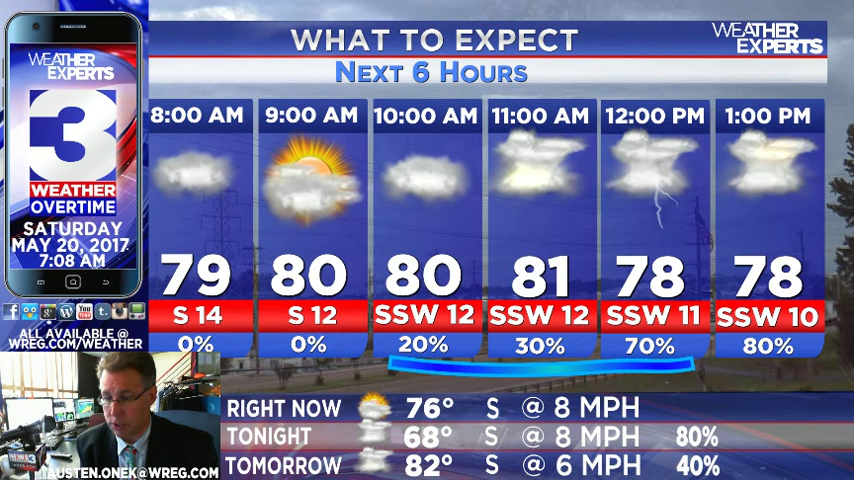 WEATHER
EXPERTS
3
WEATHER
OVERTIME
SATURDAY
MAY 20, 2017
7:08 AM
ALL AVAILABLE @
WREG.COM/WEATHER
WHAT TO EXPECT
WEATHER
EXPERTS
NEXT 6 HOURS
8:00 AM 9:00 AM 10:00 AM 11:00 AM 12:00 PM 1:00 PM
79 80 80 81 78 78
S 14 S 12 SSW 12 SSW 12 SSW 11 SSW 10
0% 0% 20% 30% 70% 80%
RIGHT NOW 76° S @ 8 MPH
TONIGHT 68° S @ 8 MPH 80%
TOMORROW 82° S @ 6 MPH 40%
NEWS 3
AUSTEN.ONEK@WREG.COM